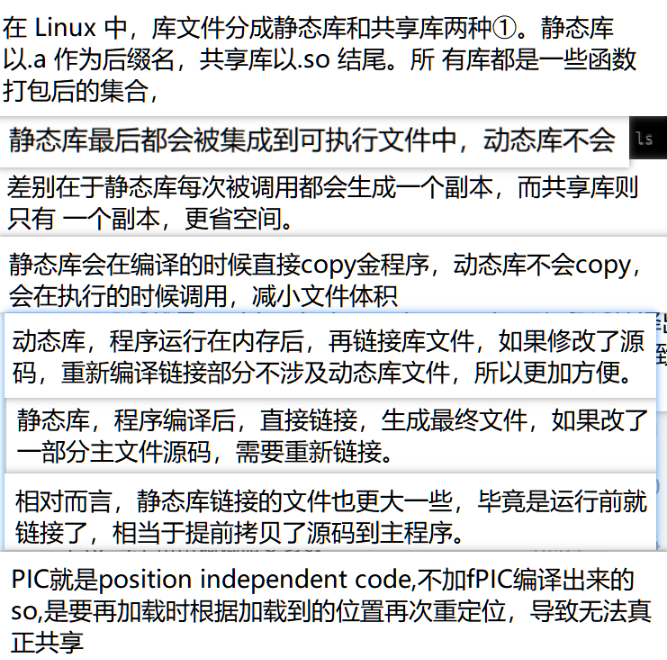 在 Linux 中，库文件分成静态库和共享库两种①。静态库
以.a 作为后缀名，共享库以.so 结尾。所 有库都是一些函数
打包后的集合，
静态库最后都会被集成到可执行文件中，动态库不会
ls
差别在于静态库每次被调用都会生成一个副本，而共享库则
只有 一个副本，更省空间。
静态库会在编译的时候直接copy金程序，动态库不会copy，
会在执行的时候调用，减小文件体积
动态库，程序运行在内存后，再链接库文件，如果修改了源
码，重新编译链接部分不涉及动态库文件，所以更加方便。
静态库，程序编译后，直接链接，生成最终文件，如果改了
一部分主文件源码，需要重新链接。
相对而言，静态库链接的文件也更大一些，毕竟是运行前就
链接了，相当于提前拷贝了源码到主程序。
PIC就是position independent code,不加fPIC编译出来的
so,是要再加载时根据加载到的位置再次重定位，导致无法真
正共享